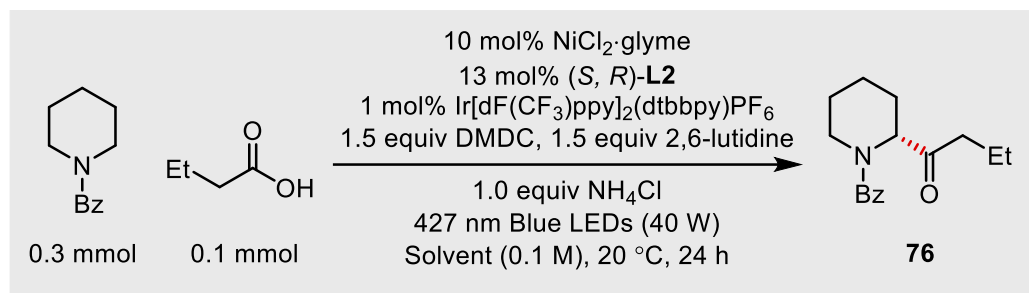 10 mol% NiCl₂·glyme
13 mol% (S, R)-L2
1 mol% Ir[dF(CF₃)ppy]₂(dtbbpy)PF₆
1.5 equiv DMDC, 1.5 equiv 2,6-lutidine
1.0 equiv NH₄Cl
427 nm Blue LEDs (40 W)
Solvent (0.1 M), 20 °C, 24 h
N
Bz
0.3 mmol
Et
O
OH
0.1 mmol
N
Bz
O
Et
76